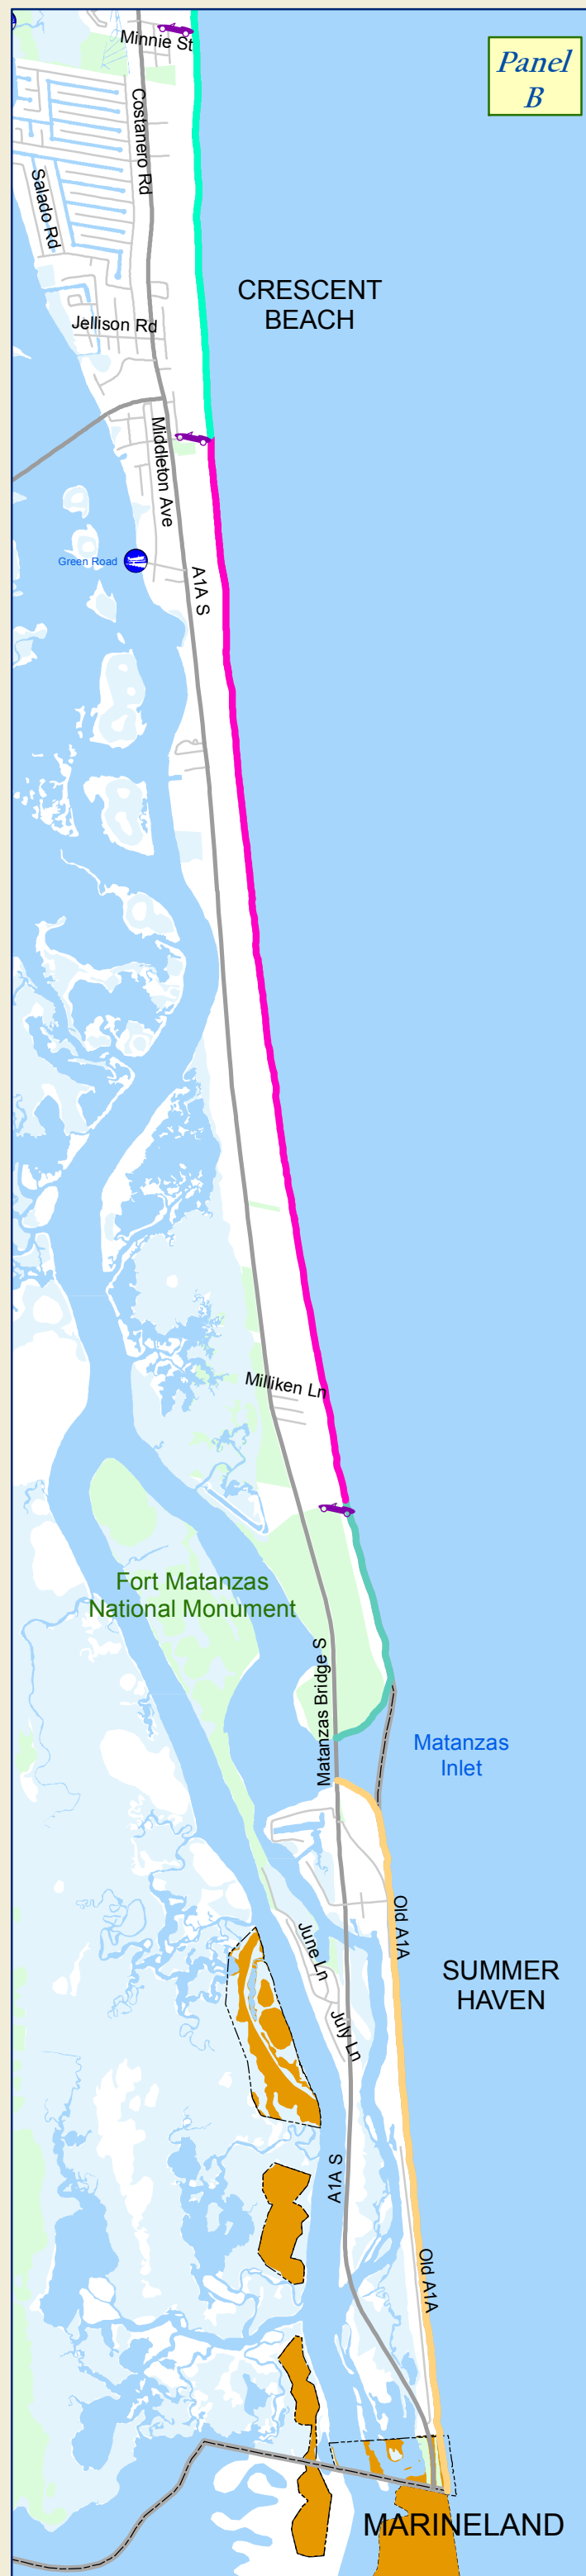 Panel
B
Minnie St
Costanero Rd
Salado Rd
CRESCENT
BEACH
Jellison Rd
Middleton Ave
Green Road
A1A S
Milliken Ln
Fort Matanzas
National Monument
Matanzas Bridge S
Matanzas
Inlet
Old A1A
June Ln
SUMMER
HAVEN
July Ln
A1A S
Old A1A
MARINELAND